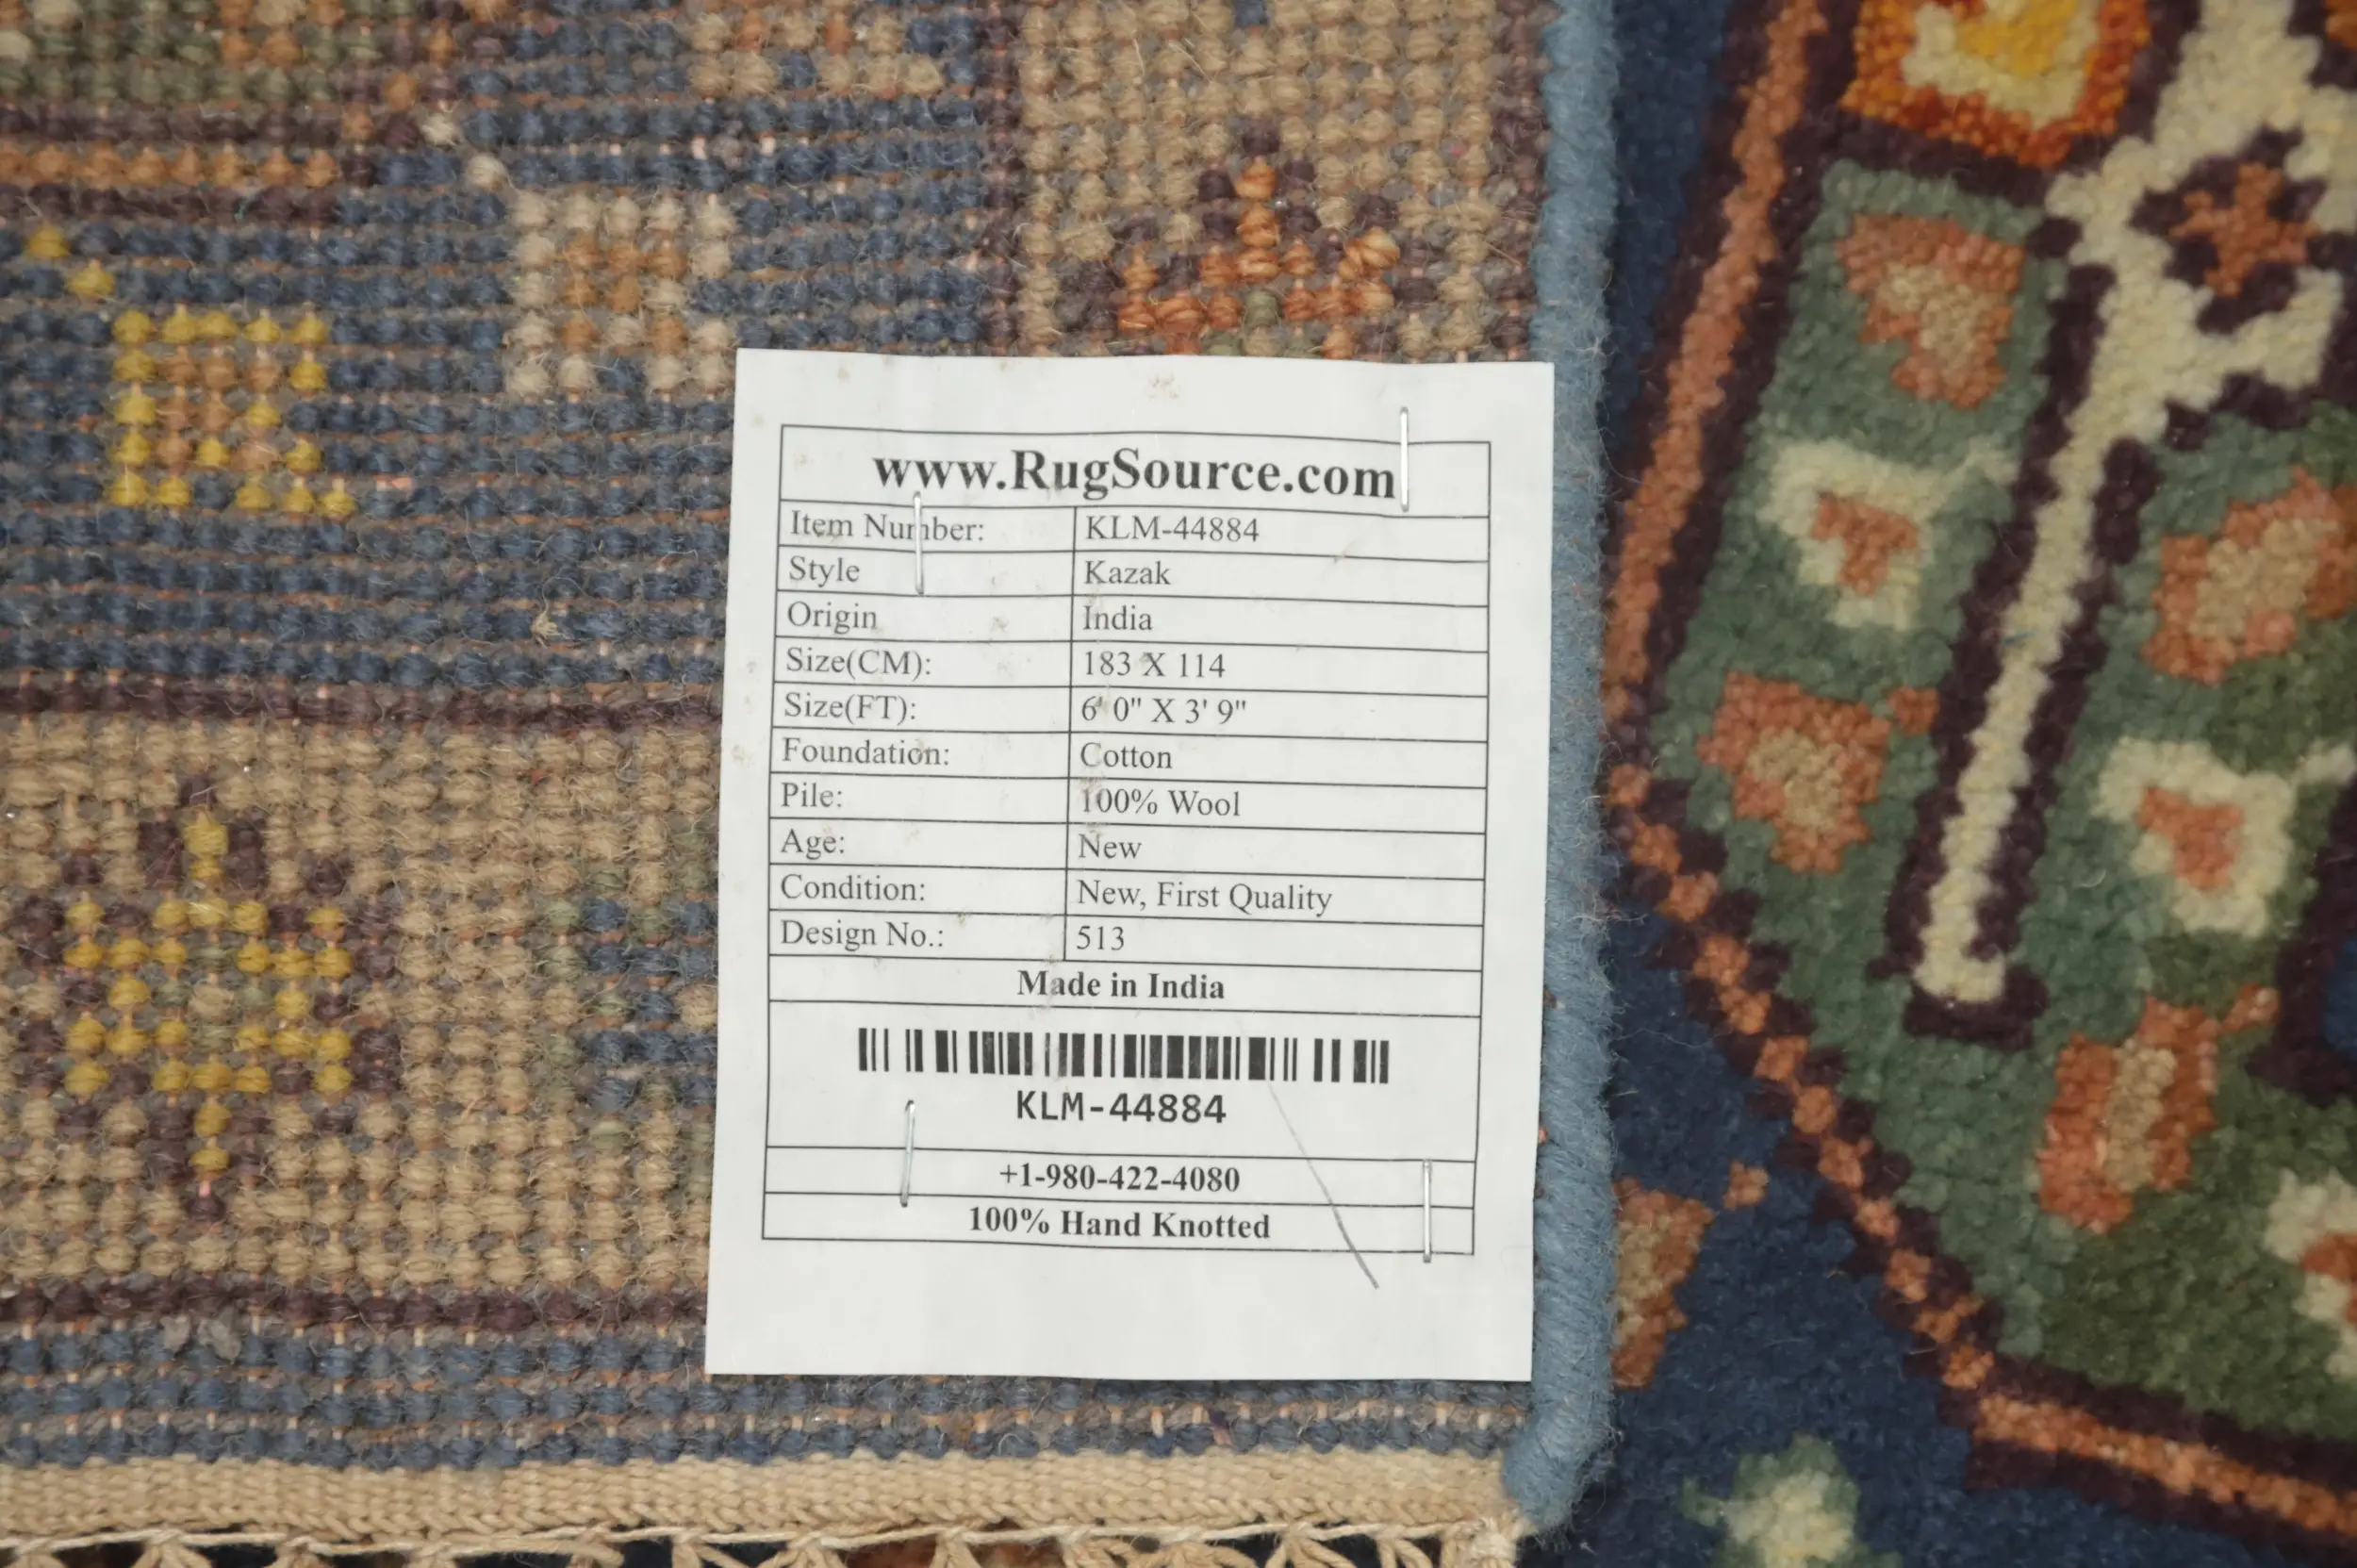 www.RugSource.com
Item Number: KLM-44884
Style Kazak
Origin India
Size(CM): 183 X 114
Size(FT): 6' 0" X 3' 9"
Foundation: Cotton
Pile: 100% Wool
Age: New
Condition: New, First Quality
Design No.: 513
Made in India
KLM-44884
+1-980-422-4080
100% Hand Knotted